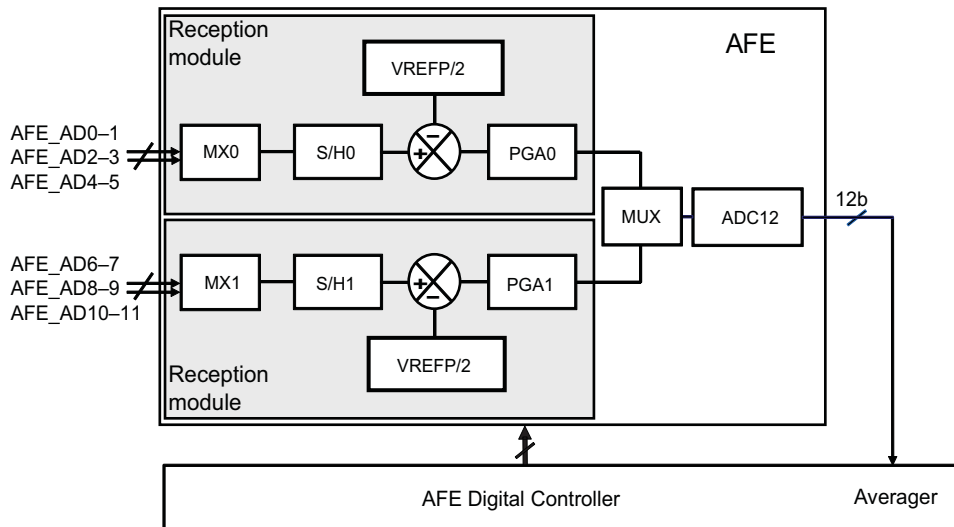 Reception
module
AFE
VREFP/2
–
+
AFE_AD0–1
AFE_AD2–3
AFE_AD4–5
MX0
S/H0
PGA0
MUX
ADC12
12b
AFE_AD6–7
AFE_AD8–9
AFE_AD10–11
MX1
S/H1
+
–
PGA1
VREFP/2
Reception
module
AFE Digital Controller
Averager